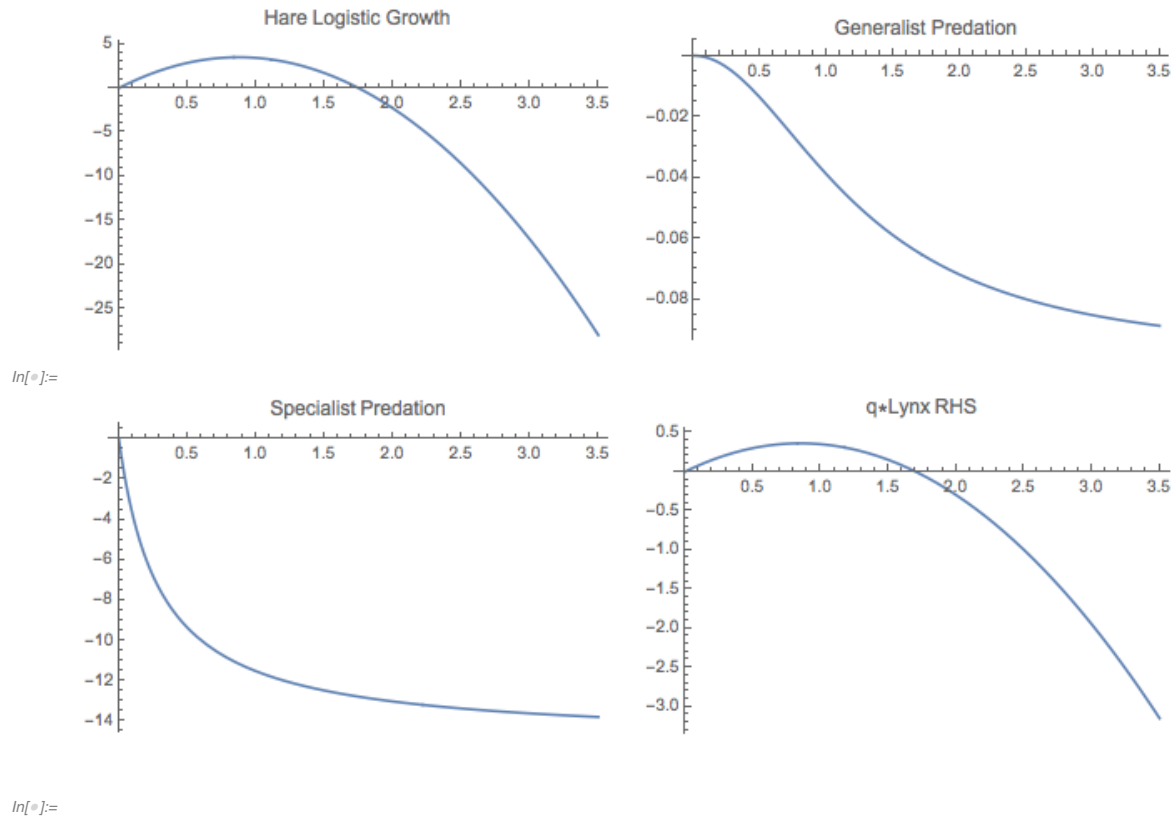 Hare Logistic Growth
5
0.5 1.0 1.5 2.0 2.5 3.0 3.5
−5
−10
−15
−20
−25
Generalist Predation
0.5 1.0 1.5 2.0 2.5 3.0 3.5
−0.02
−0.04
−0.06
−0.08
In[●]:=
Specialist Predation
0.5 1.0 1.5 2.0 2.5 3.0 3.5
−2
−4
−6
−8
−10
−12
−14
q*Lynx RHS
0.5
0.5 1.0 1.5 2.0 2.5 3.0 3.5
−0.5
−1.0
−1.5
−2.0
−2.5
−3.0
In[●]:=